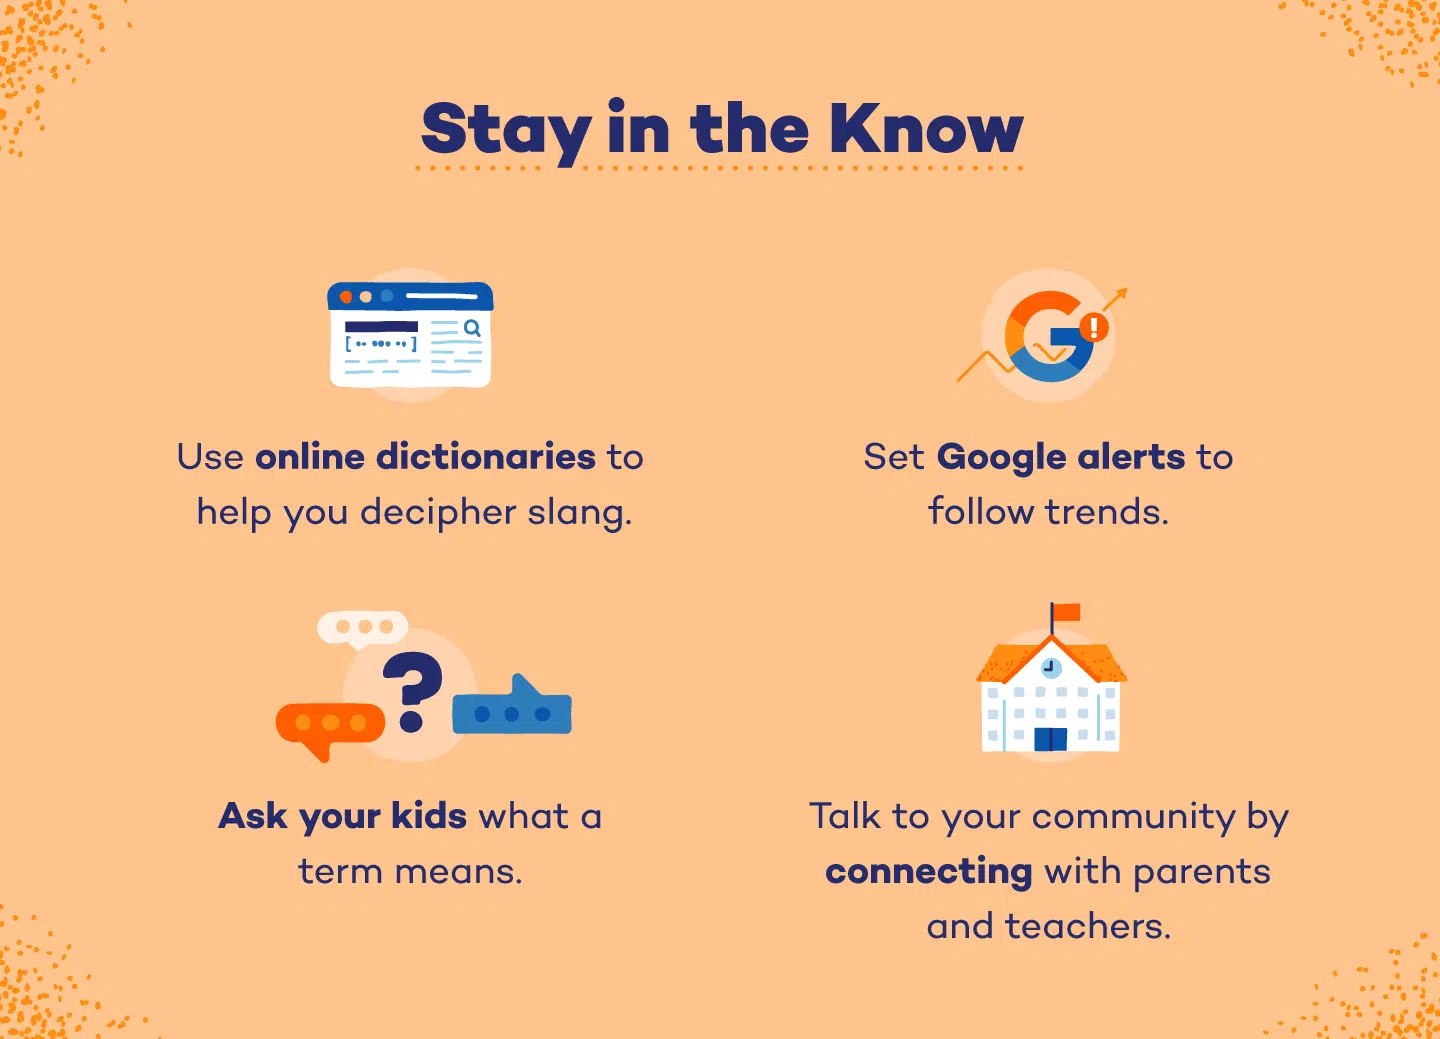 Stay in the Know
Use online dictionaries to
help you decipher slang.
Set Google alerts to
follow trends.
Ask your kids what a
term means.
Talk to your community by
connecting with parents
and teachers.